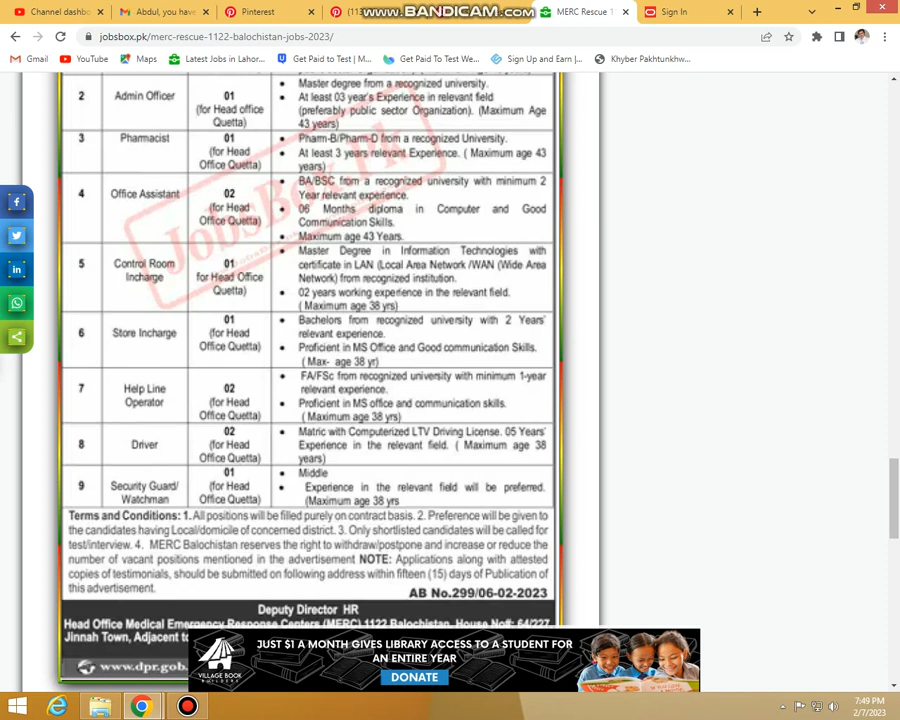 Channel dashbo
Abdul, you have
Pinterest
(113
www.BANDICAM.com
MERC Rescue 1
Sign In
jobsbox.pk/merc-rescue-1122-balochistan-jobs-2023/
Gmail
YouTube
Maps
Latest Jobs in Lahor...
Get Paid to Test | M...
Get Paid To Test We...
Sign Up and Earn |...
Khyber Pakhtunkhw...
Master degree from a recognized university.
2 Admin Officer 01 (for Head office Quetta)
At least 03 year's Experience in relevant field
(preferably public sector Organization). (Maximum Age
43 years)
3 Pharmacist 01 (for Head Office Quetta)
Pharm-B/Pharm-D from a recognized University.
At least 3 years relevant Experience. ( Maximum age 43
years)
4 Office Assistant 02 (for Head Office Quetta)
BA/BSC from a recognized university with minimum 2
Year relevant experience.
06 Months diploma in Computer and Good
Communication Skills.
Maximum age 43 Years.
5 Control Room Incharge 01 for Head Office Quetta)
Master Degree in Information Technologies with
certificate in LAN (Local Area Network /WAN (Wide Area
Network) from recognized institution.
02 years working experience in the relevant field.
( Maximum age 38 yrs)
6 Store Incharge 01 (for Head Office Quetta)
Bachelors from recognized university with 2 Years'
relevant experience.
Proficient in MS Office and Good communication Skills.
( Max- age 38 yr)
7 Help Line Operator 02 (for Head Office Quetta)
FA/FSc from recognized university with minimum 1-year
relevant experience.
Proficient in MS office and communication skills.
( Maximum age 38 yrs)
8 Driver 02 (for Head Office Quetta)
Matric with Computerized LTV Driving License. 05 Years'
Experience in the relevant field. ( Maximum age 38
years)
9 Security Guard/ Watchman 01 (for Head Office Quetta)
Middle
Experience in the relevant field will be preferred.
(Maximum age 38 yrs
JobsBox.Pk
Terms and Conditions: 1. All positions will be filled purely on contract basis. 2. Preference will be given to
the candidates having Local/domicile of concerned district. 3. Only shortlisted candidates will be called for
test/interview. 4. MERC Balochistan reserves the right to withdraw/postpone and increase or reduce the
number of vacant positions mentioned in the advertisement NOTE: Applications along with attested
copies of testimonials, should be submitted on following address within fifteen (15) days of Publication of
this advertisement.
AB No.299/06-02-2023
Deputy Director HR
Head Office Medical Emergency Response Centers (MERC) 1122 Balochistan, House No#: 64/227
Jinnah Town, Adjacent to
www.dpr.gob.
VILLAGE BOOK
BUILDERS
JUST $1 A MONTH GIVES LIBRARY ACCESS TO A STUDENT FOR
AN ENTIRE YEAR
DONATE
7:49 PM
2/7/2023